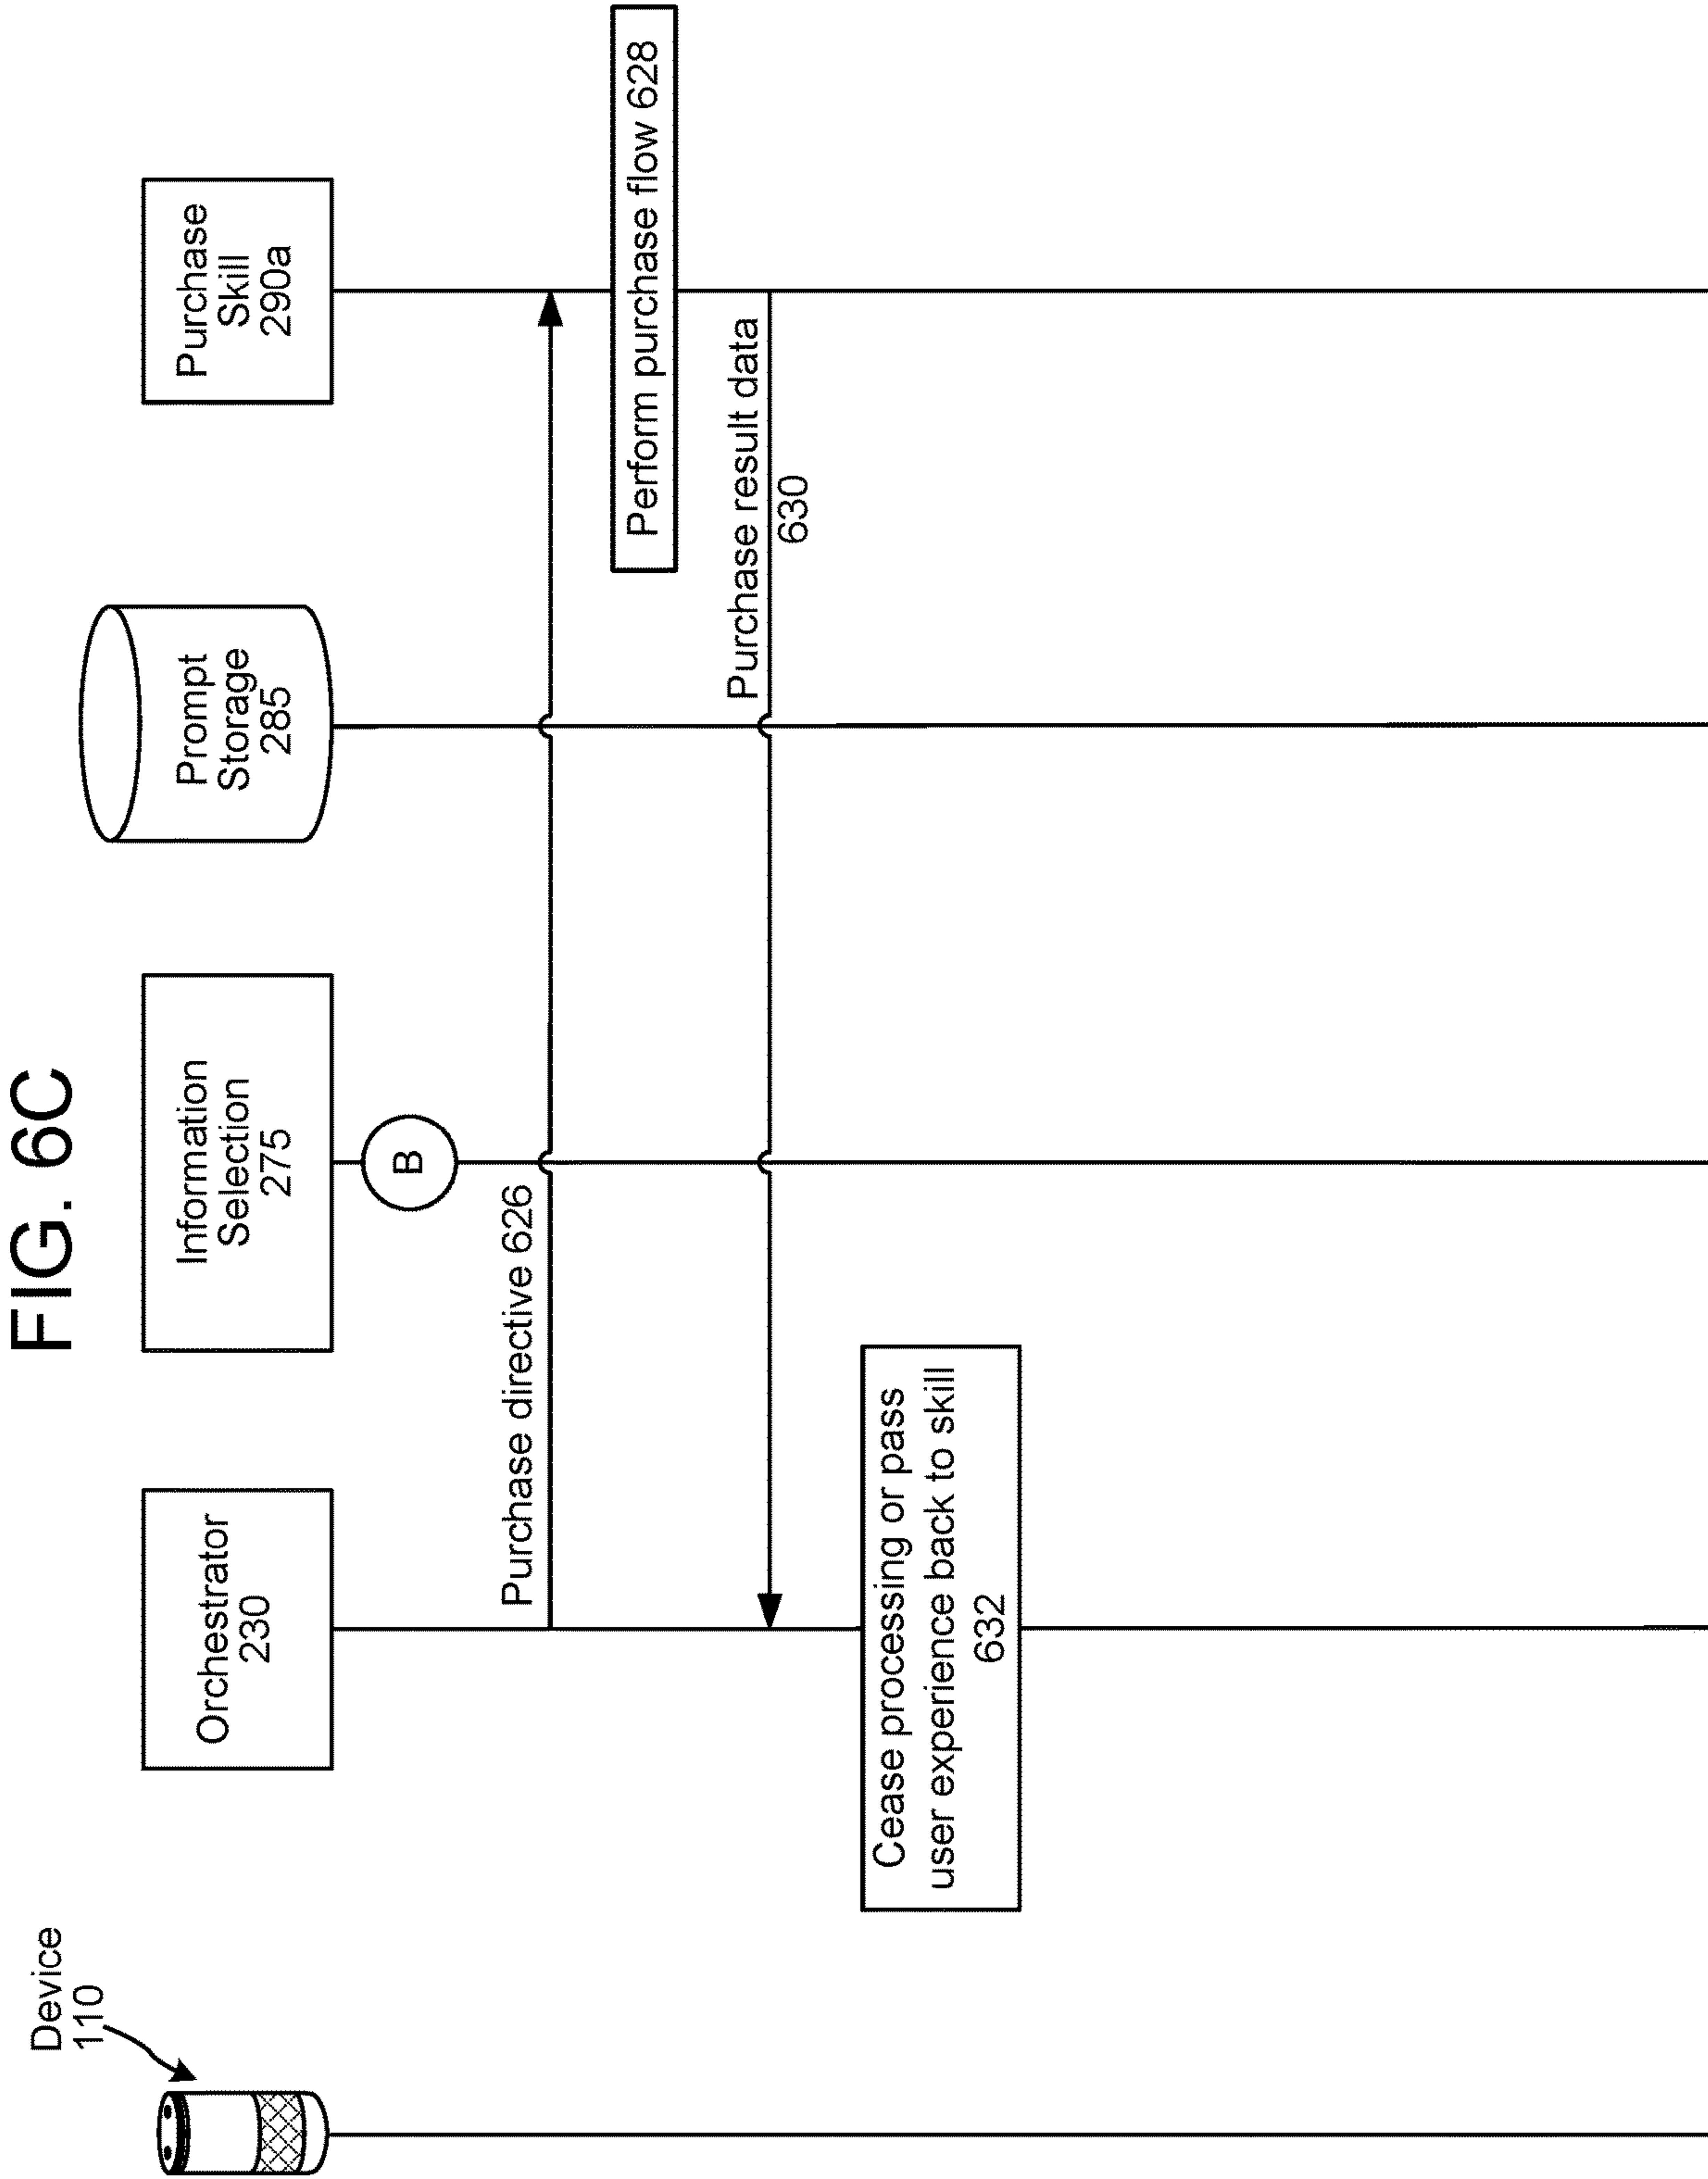 FIG. 6C
Device
110
Orchestrator
230
Information
Selection
275
Prompt
Storage
285
Purchase
Skill
290a
B
Purchase directive 626
Perform purchase flow 628
Purchase result data
630
Cease processing or pass
user experience back to skill
632